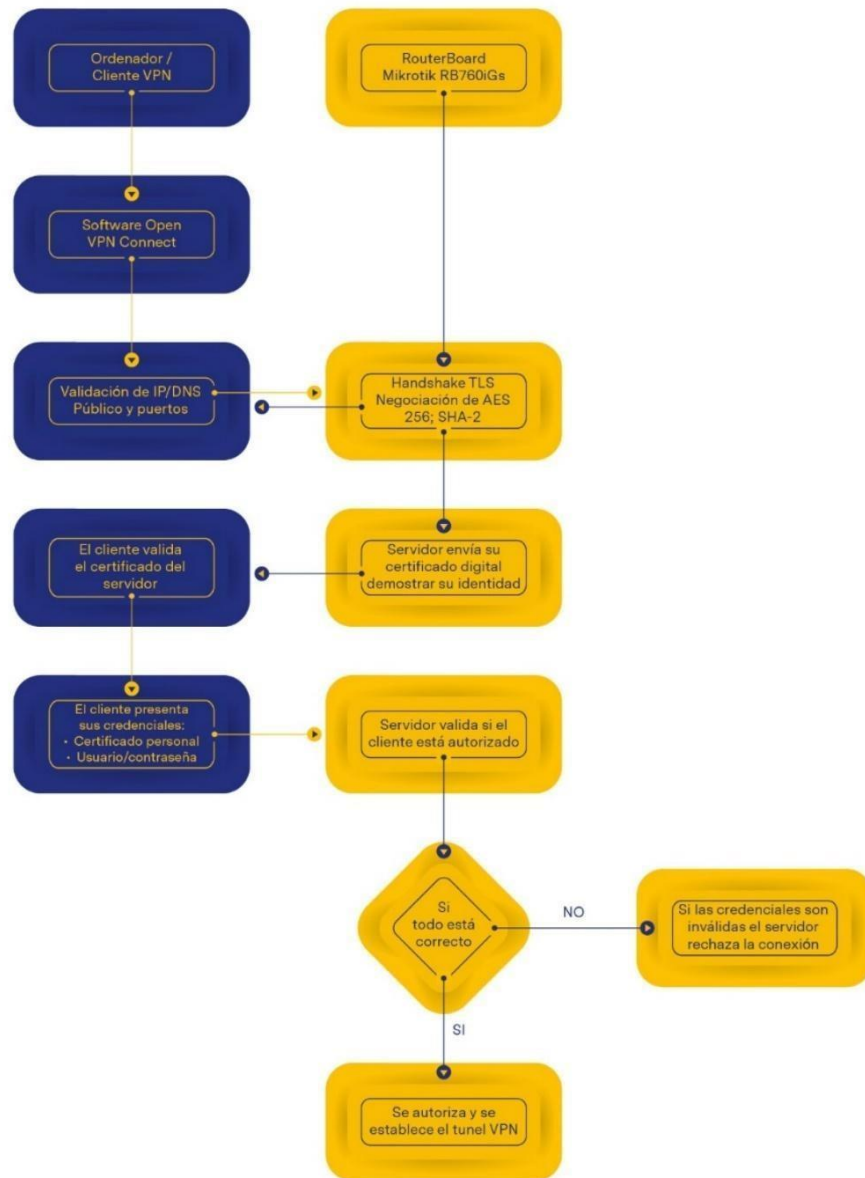 Ordenador /
Cliente VPN
RouterBoard
Mikrotik RB760iGs
Software Open
VPN Connect
Validación de IP/DNS
Público y puertos
Handshake TLS
Negociación de AES
256; SHA-2
El cliente valida
el certificado del
servidor
Servidor envía su
certificado digital
demostrar su identidad
El cliente presenta
sus credenciales:
• Certificado personal
• Usuario/contraseña
Servidor valida si el
cliente está autorizado
Si
todo está
correcto
NO
Si las credenciales son
inválidas el servidor
rechaza la conexión
SI
Se autoriza y se
establece el tunel VPN